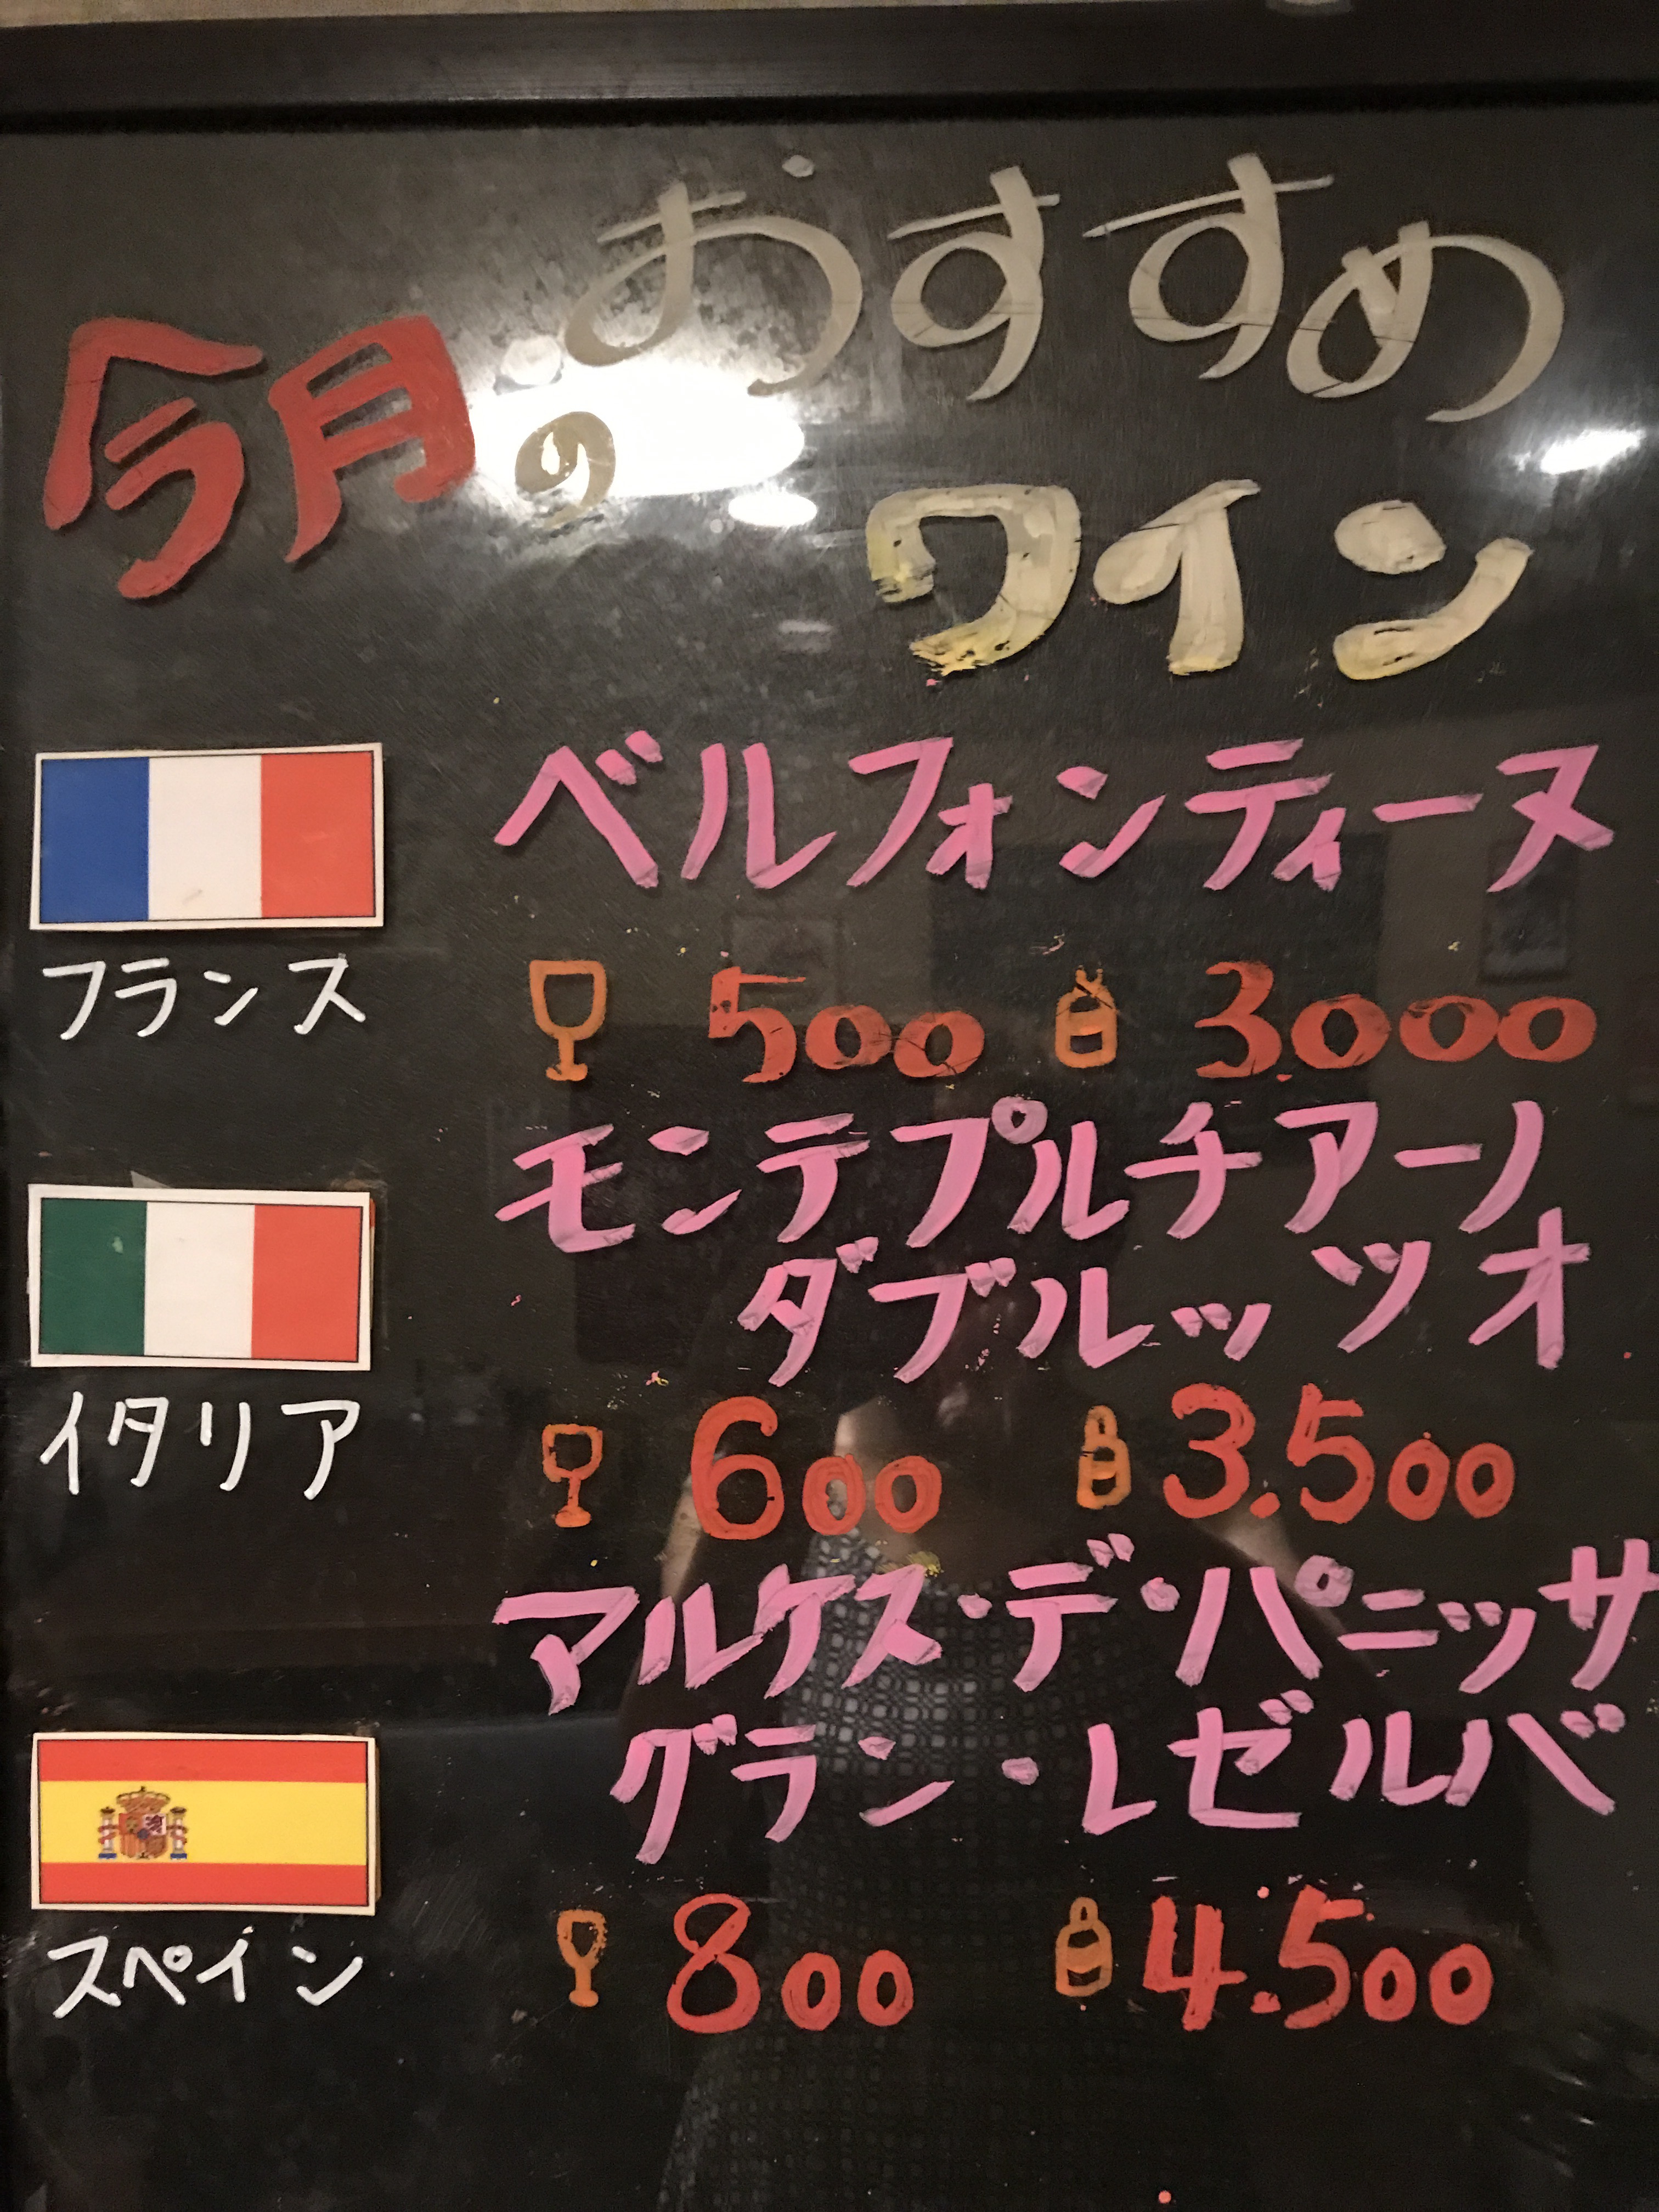 今月の
おすすめ
ワイン
フランス
ベルフォンティーヌ
500 3.000
イタリア
モンテプルチアーノ
ダブルッツオ
600 3.500
スペイン
アルケス・デ・パニッサ
グラン・レゼルバ
800 4.500